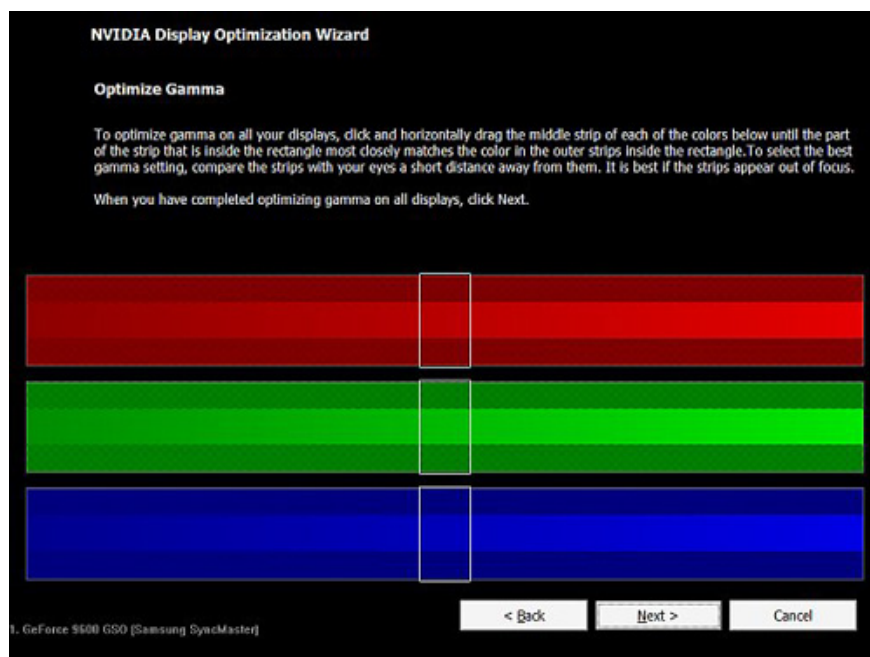 NVIDIA Display Optimization Wizard
Optimize Gamma
To optimize gamma on all your displays, click and horizontally drag the middle strip of each of the colors below until the part
of the strip that is inside the rectangle most closely matches the color in the outer strips inside the rectangle.To select the best
gamma setting, compare the strips with your eyes a short distance away from them. It is best if the strips appear out of focus.
When you have completed optimizing gamma on all displays, click Next.
< Back
Next >
Cancel
1. GeForce 9600 GSO (Samsung SyncMaster)